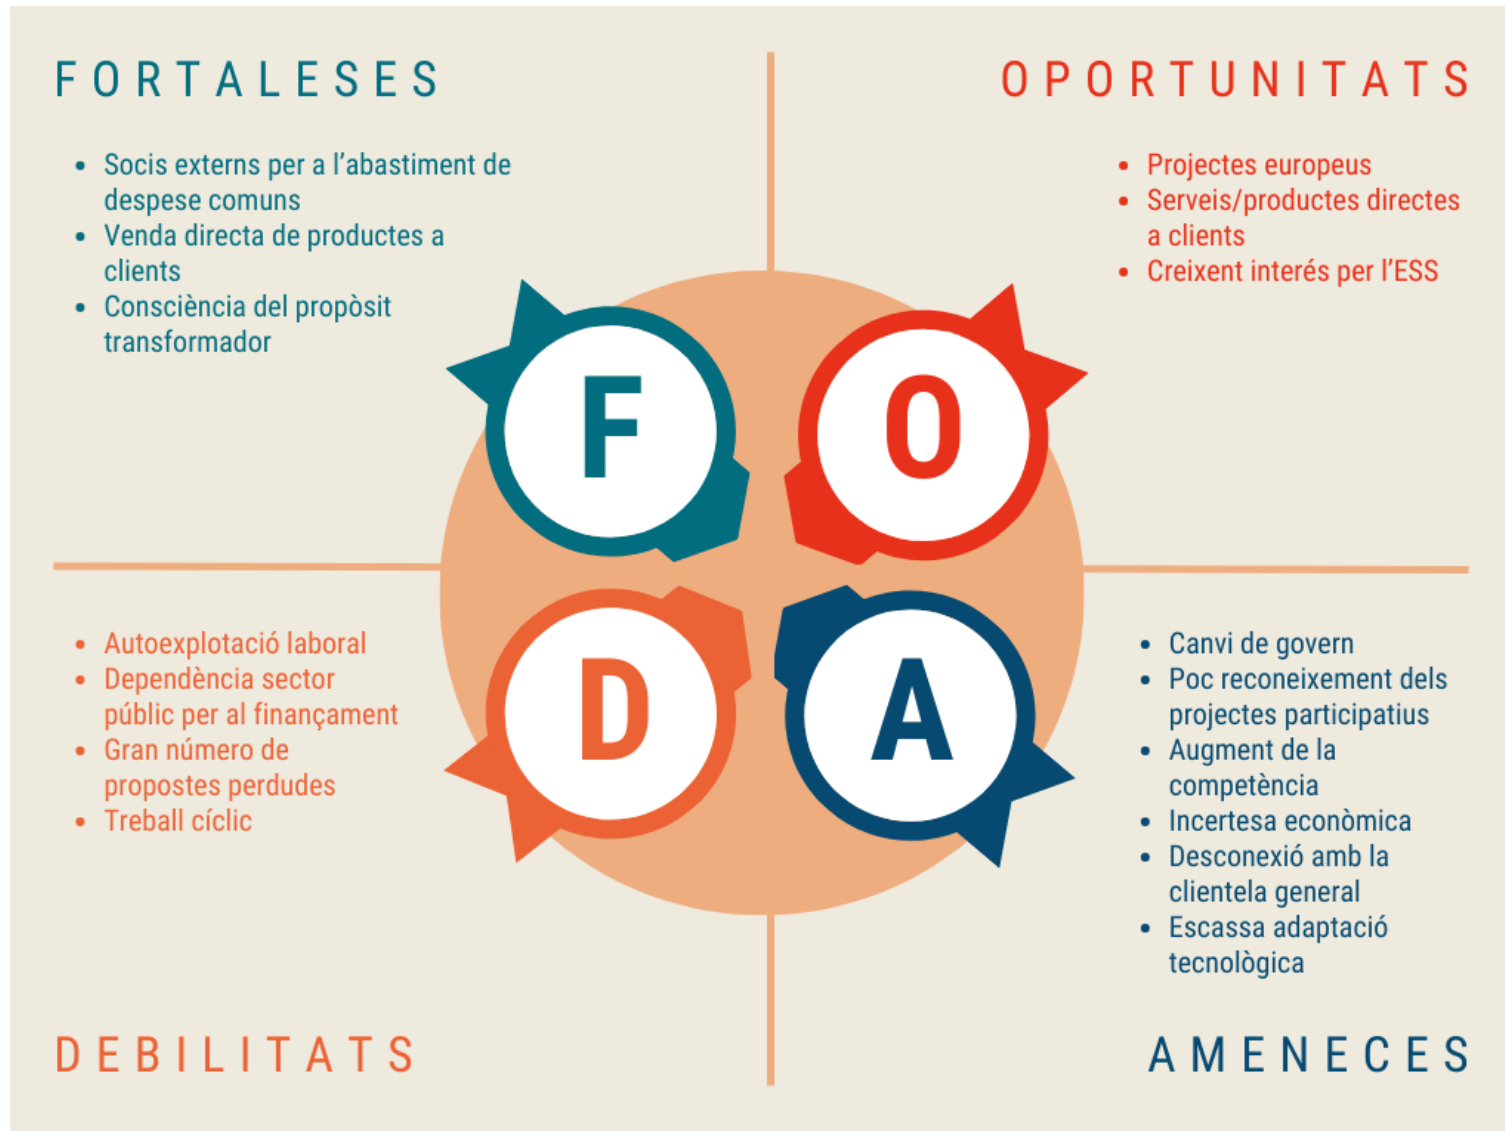 FORTALESES
Socis externs per a l'abastiment de
despese comuns
Venda directa de productes a
clients
Consciència del propòsit
transformador
OPORTUNITATS
Projectes europeus
Serveis/productes directes
a clients
Creixent interés per l'ESS
F
O
D
A
Autoexplotació laboral
Dependència sector
públic per al finançament
Gran número de
propostes perdudes
Treball cíclic
DEBILITATS
Canvi de govern
Poc reconeixement dels
projectes participatius
Augment de la
competència
Incertesa econòmica
Desconexió amb la
clientela general
Escassa adaptació
tecnològica
AMENECES